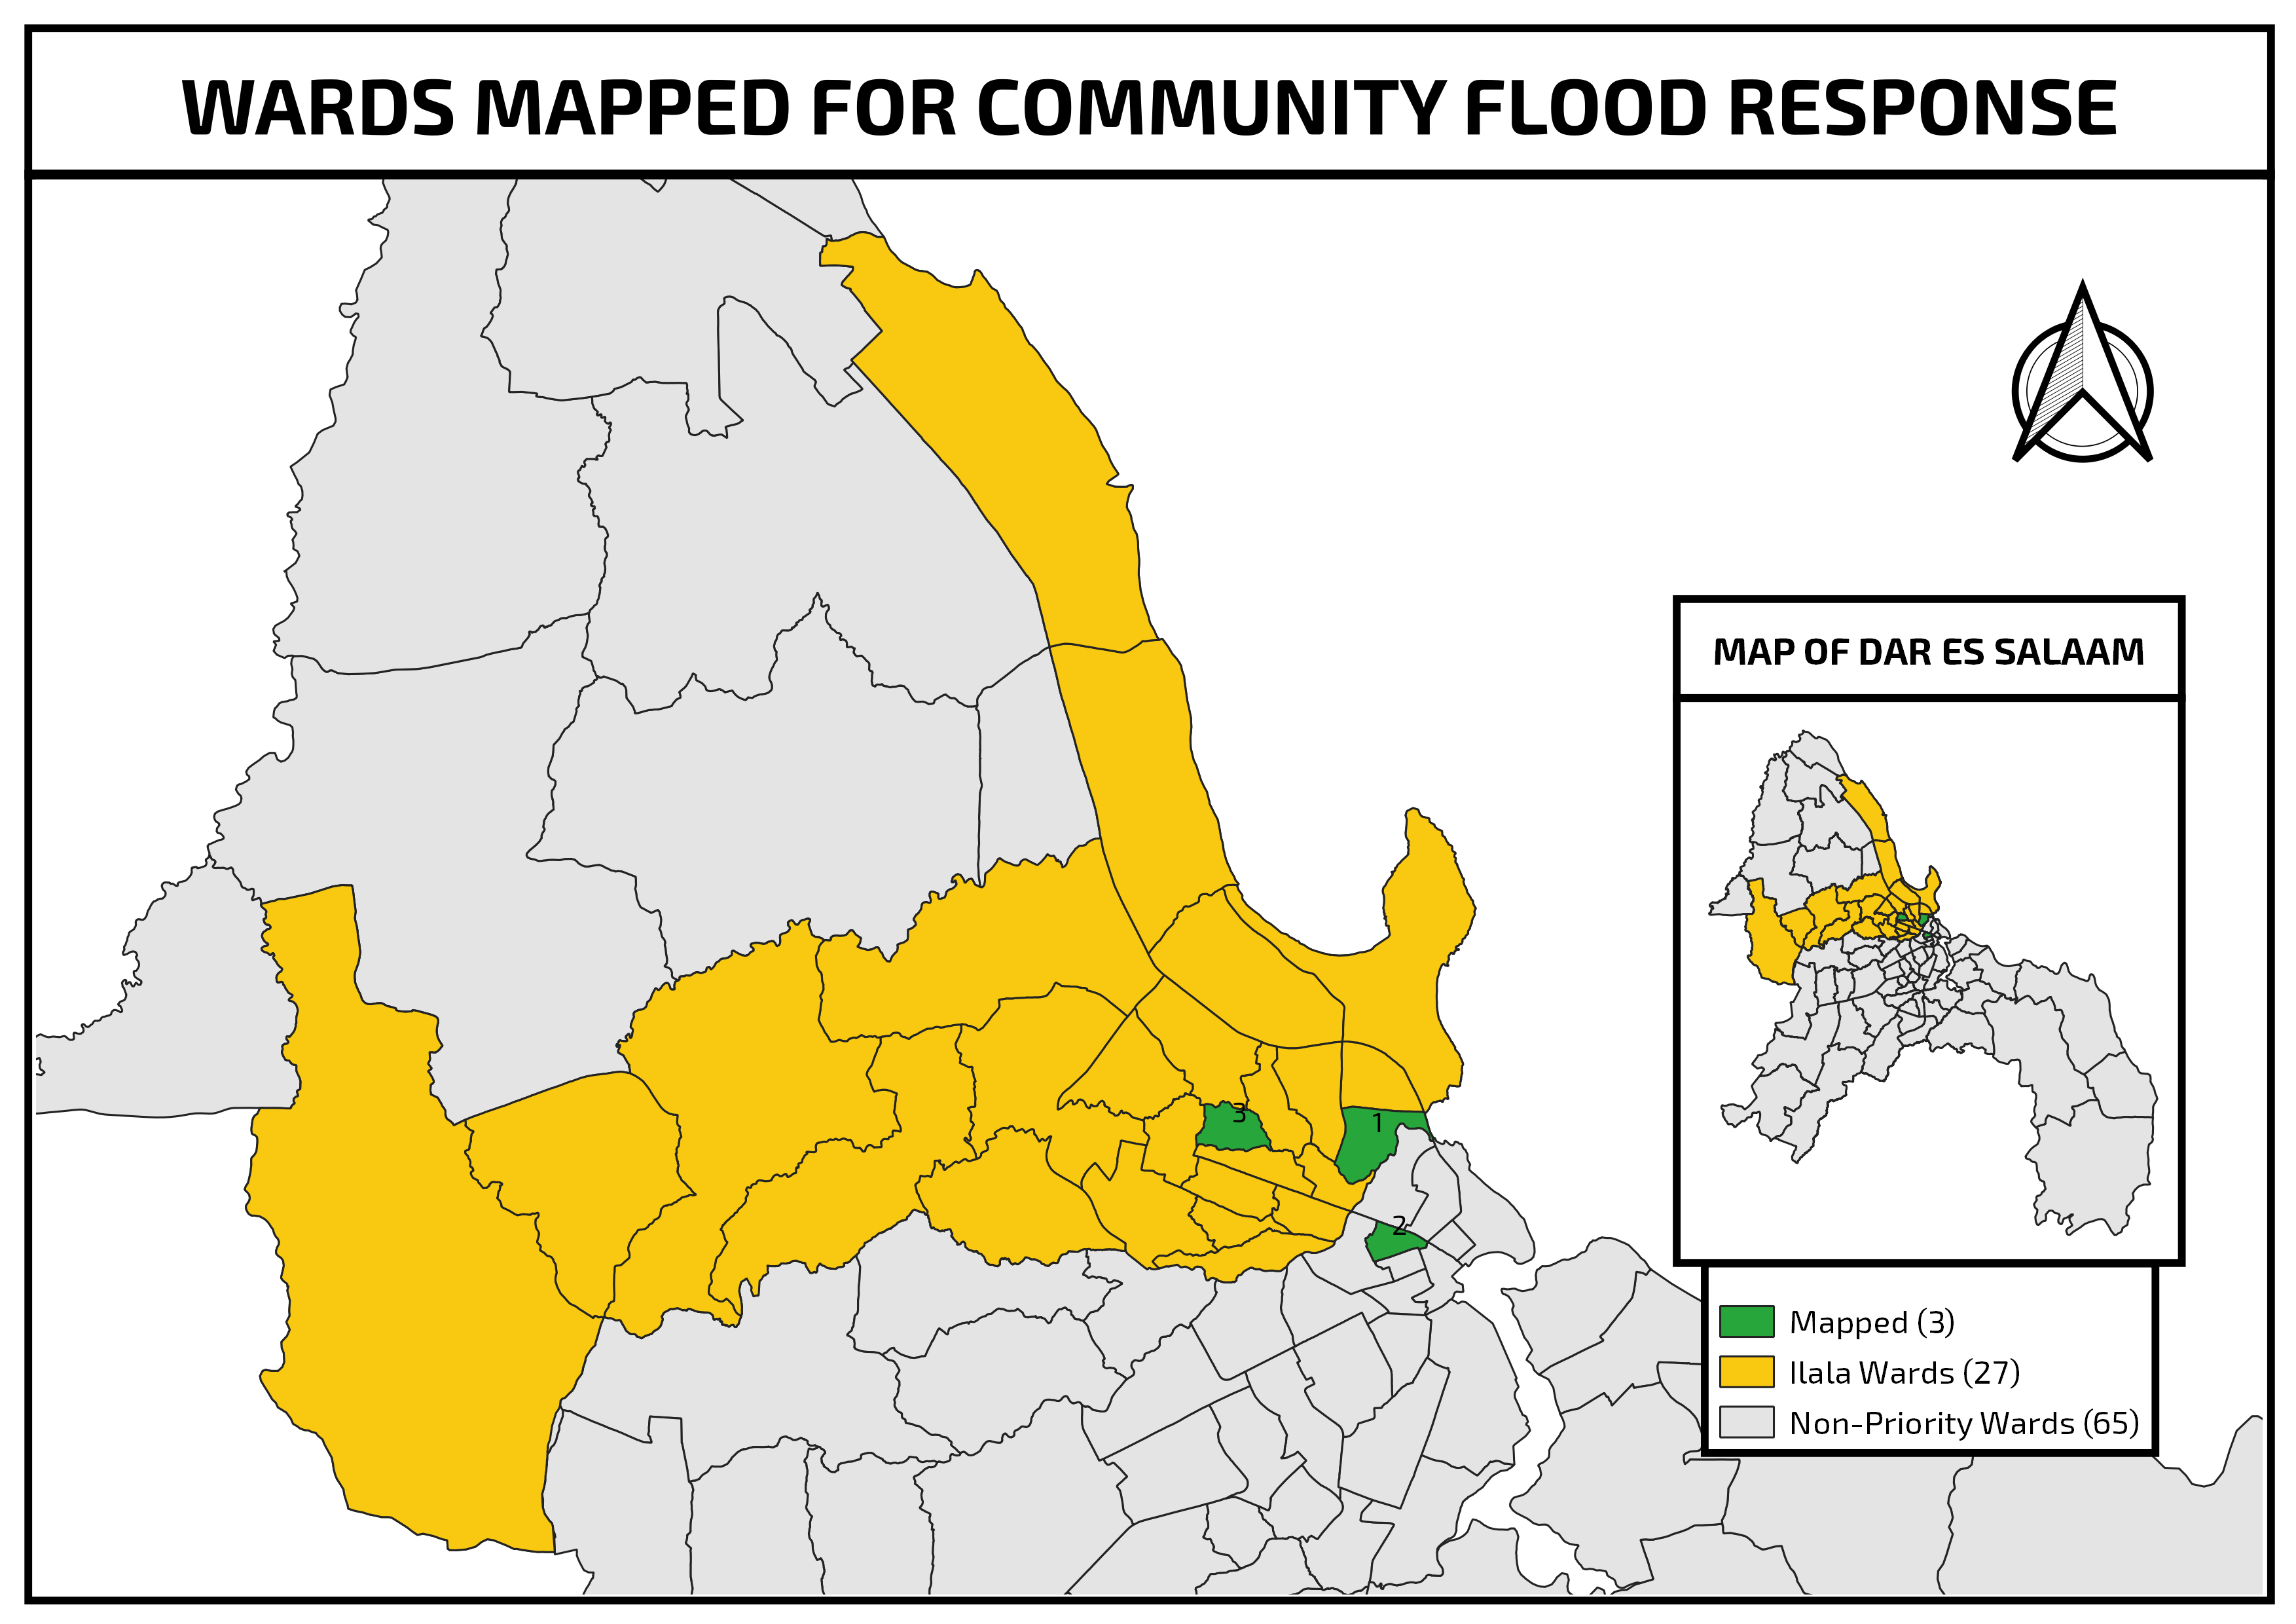 WARDS MAPPED FOR COMMUNITY FLOOD RESPONSE
MAP OF DAR ES SALAAM
3
1
2
Mapped (3)
Ilala Wards (27)
Non-Priority Wards (65)